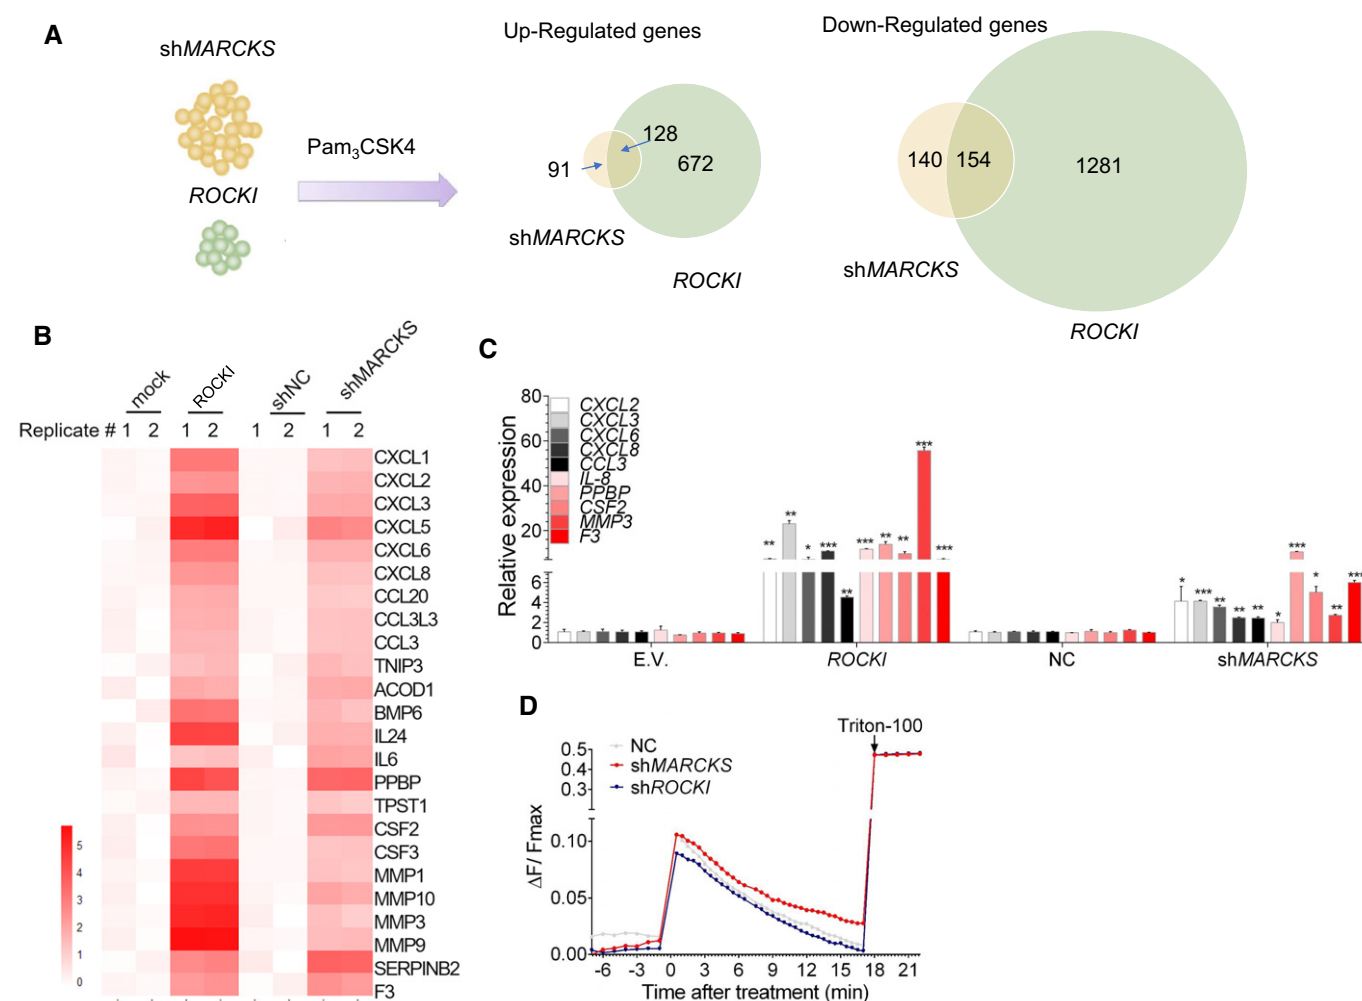 A
shMARCKS
ROCKI
Pam3CSK4
Up-Regulated genes
128
91
672
shMARCKS
ROCKI
Down-Regulated genes
140
154
1281
shMARCKS
ROCKI
B
mock
ROCKI
shNC
shMARCKS
Replicate # 1 2 1 2 1 2 1 2
CXCL1
CXCL2
CXCL3
CXCL5
CXCL6
CXCL8
CCL20
CCL3L3
CCL3
TNIP3
ACOD1
BMP6
IL24
IL6
PPBP
TPST1
CSF2
CSF3
MMP1
MMP10
MMP3
MMP9
SERPINB2
F3
5
4
3
2
1
0
C
Relative expression
80
60
40
20
6
4
2
0
CXCL2
CXCL3
CXCL6
CXCL8
CCL3
IL-8
PPBP
CSF2
MMP3
F3
** ** * *** ** *** ** ** *** ***
* *** ** ** ** * *** * ** ***
E.V. ROCKI NC shMARCKS
D
Triton-100
NC
shMARCKS
shROCKI
ΔF/ Fmax
0.5
0.4
0.3
0.10
0.05
0.00
-6 -3 0 3 6 9 12 15 18 21
Time after treatment (min)